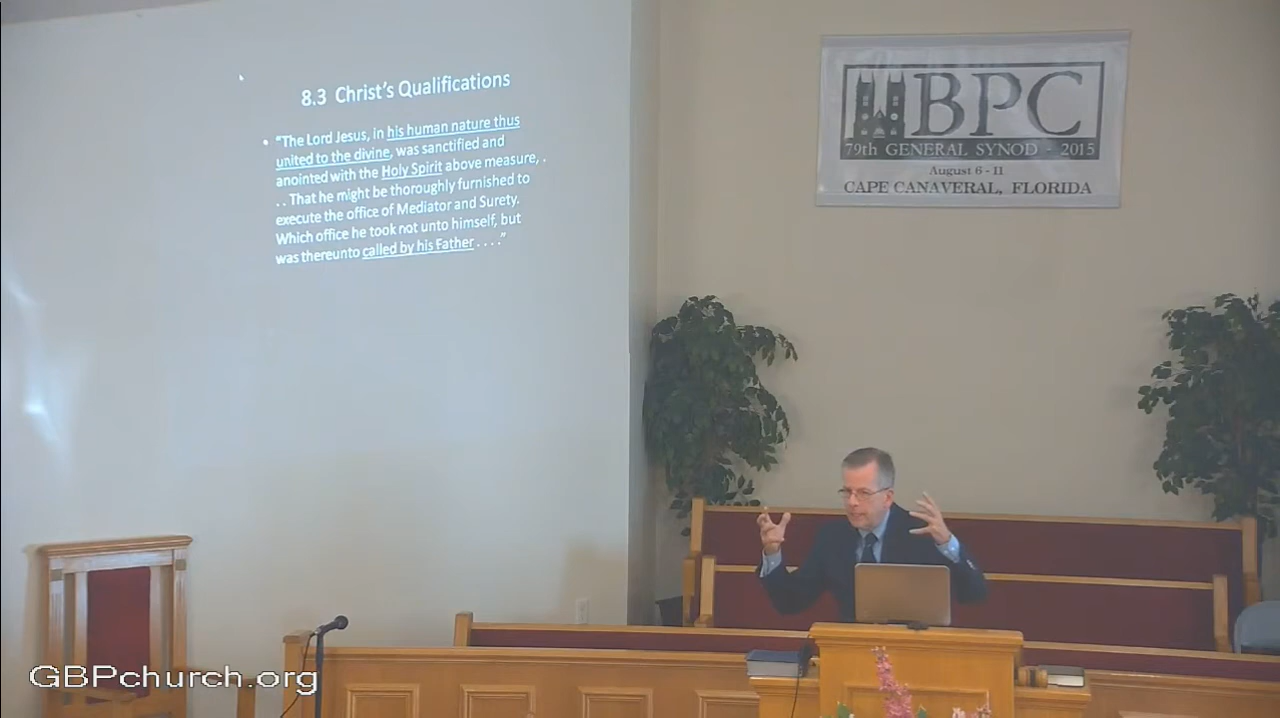 8.3 Christ's Qualifications
• "The Lord Jesus, in his human nature thus
united to the divine, was sanctified and
anointed with the Holy Spirit above measure, .
. . That he might be thoroughly furnished to
execute the office of Mediator and Surety.
Which office he took not unto himself, but
was thereunto called by his Father . . . ."
BPC
79th GENERAL SYNOD - 2015
August 6 - 11
CAPE CANAVERAL, FLORIDA
GBPchurch.org